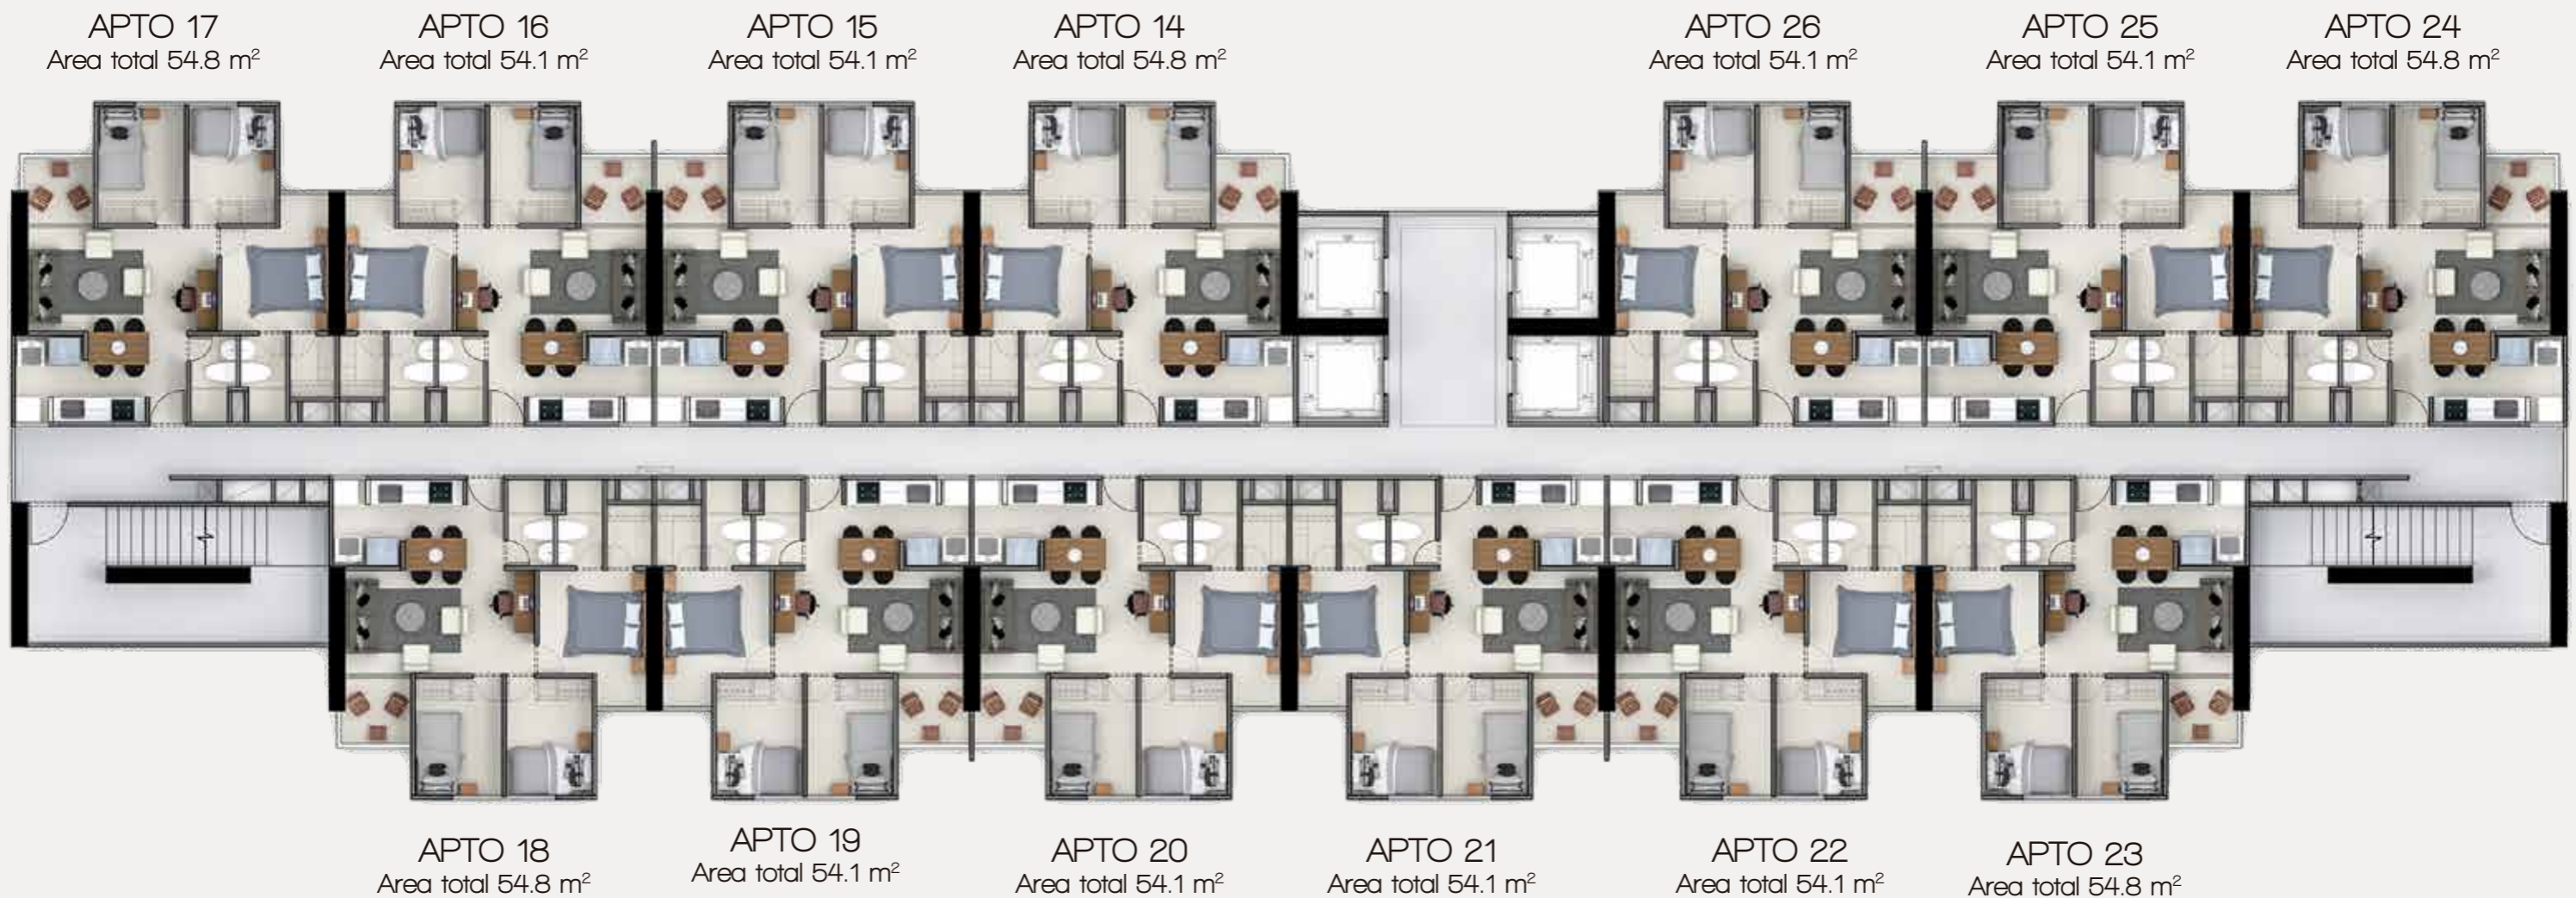 APTO 17
Area total 54.8 m²
APTO 16
Area total 54.1 m²
APTO 15
Area total 54.1 m²
APTO 14
Area total 54.8 m²
APTO 26
Area total 54.1 m²
APTO 25
Area total 54.1 m²
APTO 24
Area total 54.8 m²
APTO 18
Area total 54.8 m²
APTO 19
Area total 54.1 m²
APTO 20
Area total 54.1 m²
APTO 21
Area total 54.1 m²
APTO 22
Area total 54.1 m²
APTO 23
Area total 54.8 m²